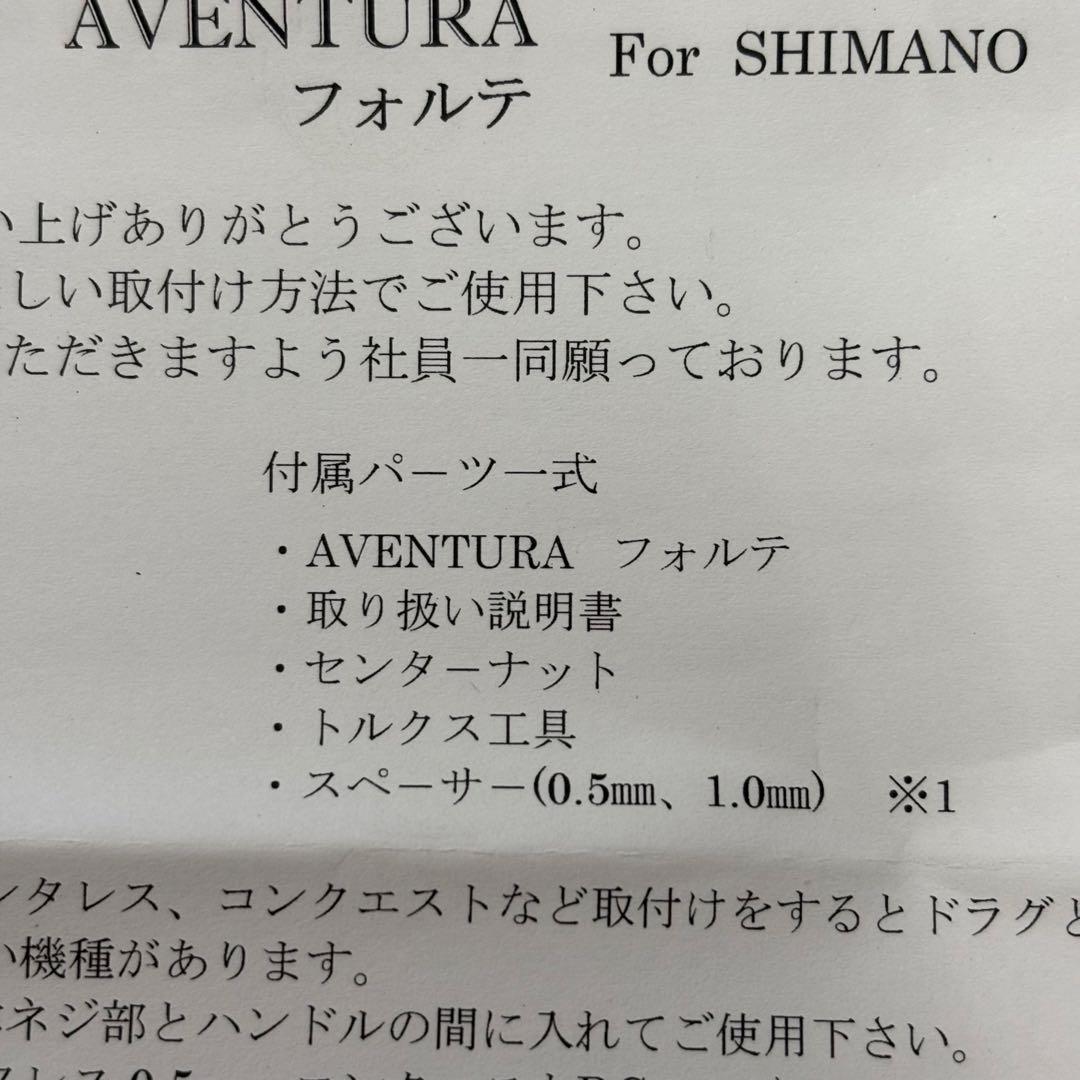 AVENTURA For SHIMANO
フォルテ
い上げありがとうございます。
しい取付け方法でご使用下さい。
ただきますよう社員一同願っております。
付属パーツ一式
・AVENTURA フォルテ
・取り扱い説明書
・センターナット
・トルクス工具
・スペーサー(0.5㎜、1.0㎜) ※1
ンタレス、コンクエストなど取付けをするとドラグと
い機種があります。
ネジ部とハンドルの間に入れてご使用下さい。